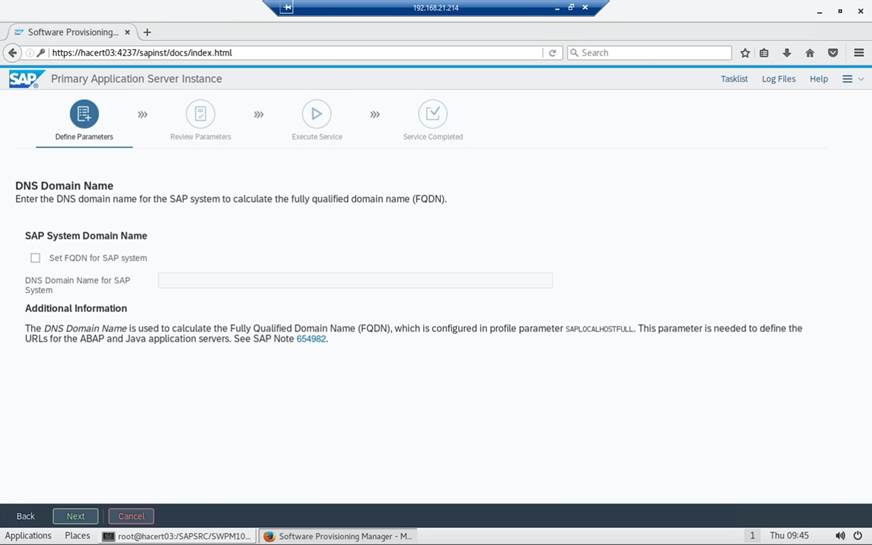 192.168.21.214
Software Provisioning...
https://hacert03:4237/sapinst/docs/index.html
Search
SAP Primary Application Server Instance
Tasklist Log Files Help
Define Parameters
Review Parameters
Execute Service
Service Completed
DNS Domain Name
Enter the DNS domain name for the SAP system to calculate the fully qualified domain name (FQDN).
SAP System Domain Name
Set FQDN for SAP system
DNS Domain Name for SAP
System
Additional Information
The DNS Domain Name is used to calculate the Fully Qualified Domain Name (FQDN), which is configured in profile parameter SAPLOCALHOSTFULL. This parameter is needed to define the
URLs for the ABAP and Java application servers. See SAP Note 654982.
Back Next Cancel
Applications Places root@hacert03:/SAPSRC/SWPM10... Software Provisioning Manager - M... 1 Thu 09:45